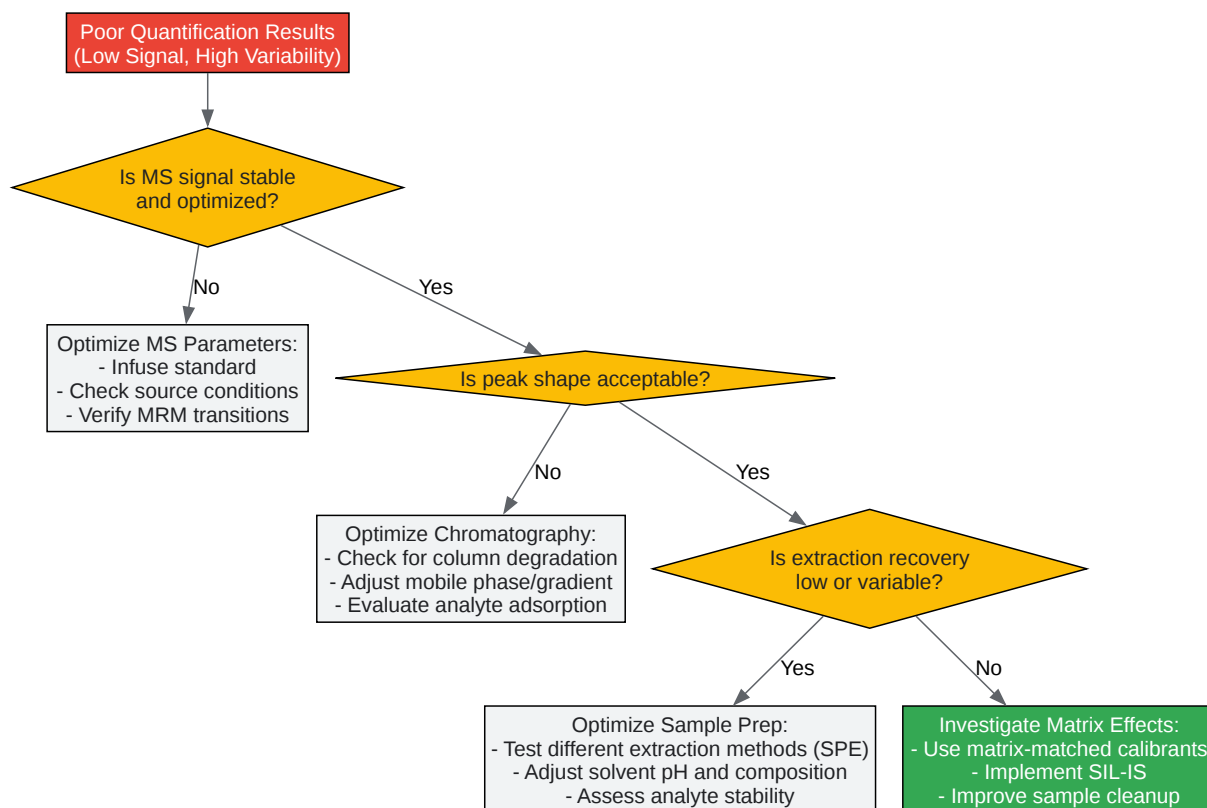 Poor Quantification Results
(Low Signal, High Variability)
Is MS signal stable
and optimized?
No
Yes
Optimize MS Parameters:
- Infuse standard
- Check source conditions
- Verify MRM transitions
Is peak shape acceptable?
No
Yes
Optimize Chromatography:
- Check for column degradation
- Adjust mobile phase/gradient
- Evaluate analyte adsorption
Is extraction recovery
low or variable?
Yes
No
Optimize Sample Prep:
- Test different extraction methods (SPE)
- Adjust solvent pH and composition
- Assess analyte stability
Investigate Matrix Effects:
- Use matrix-matched calibrants
- Implement SIL-IS
- Improve sample cleanup